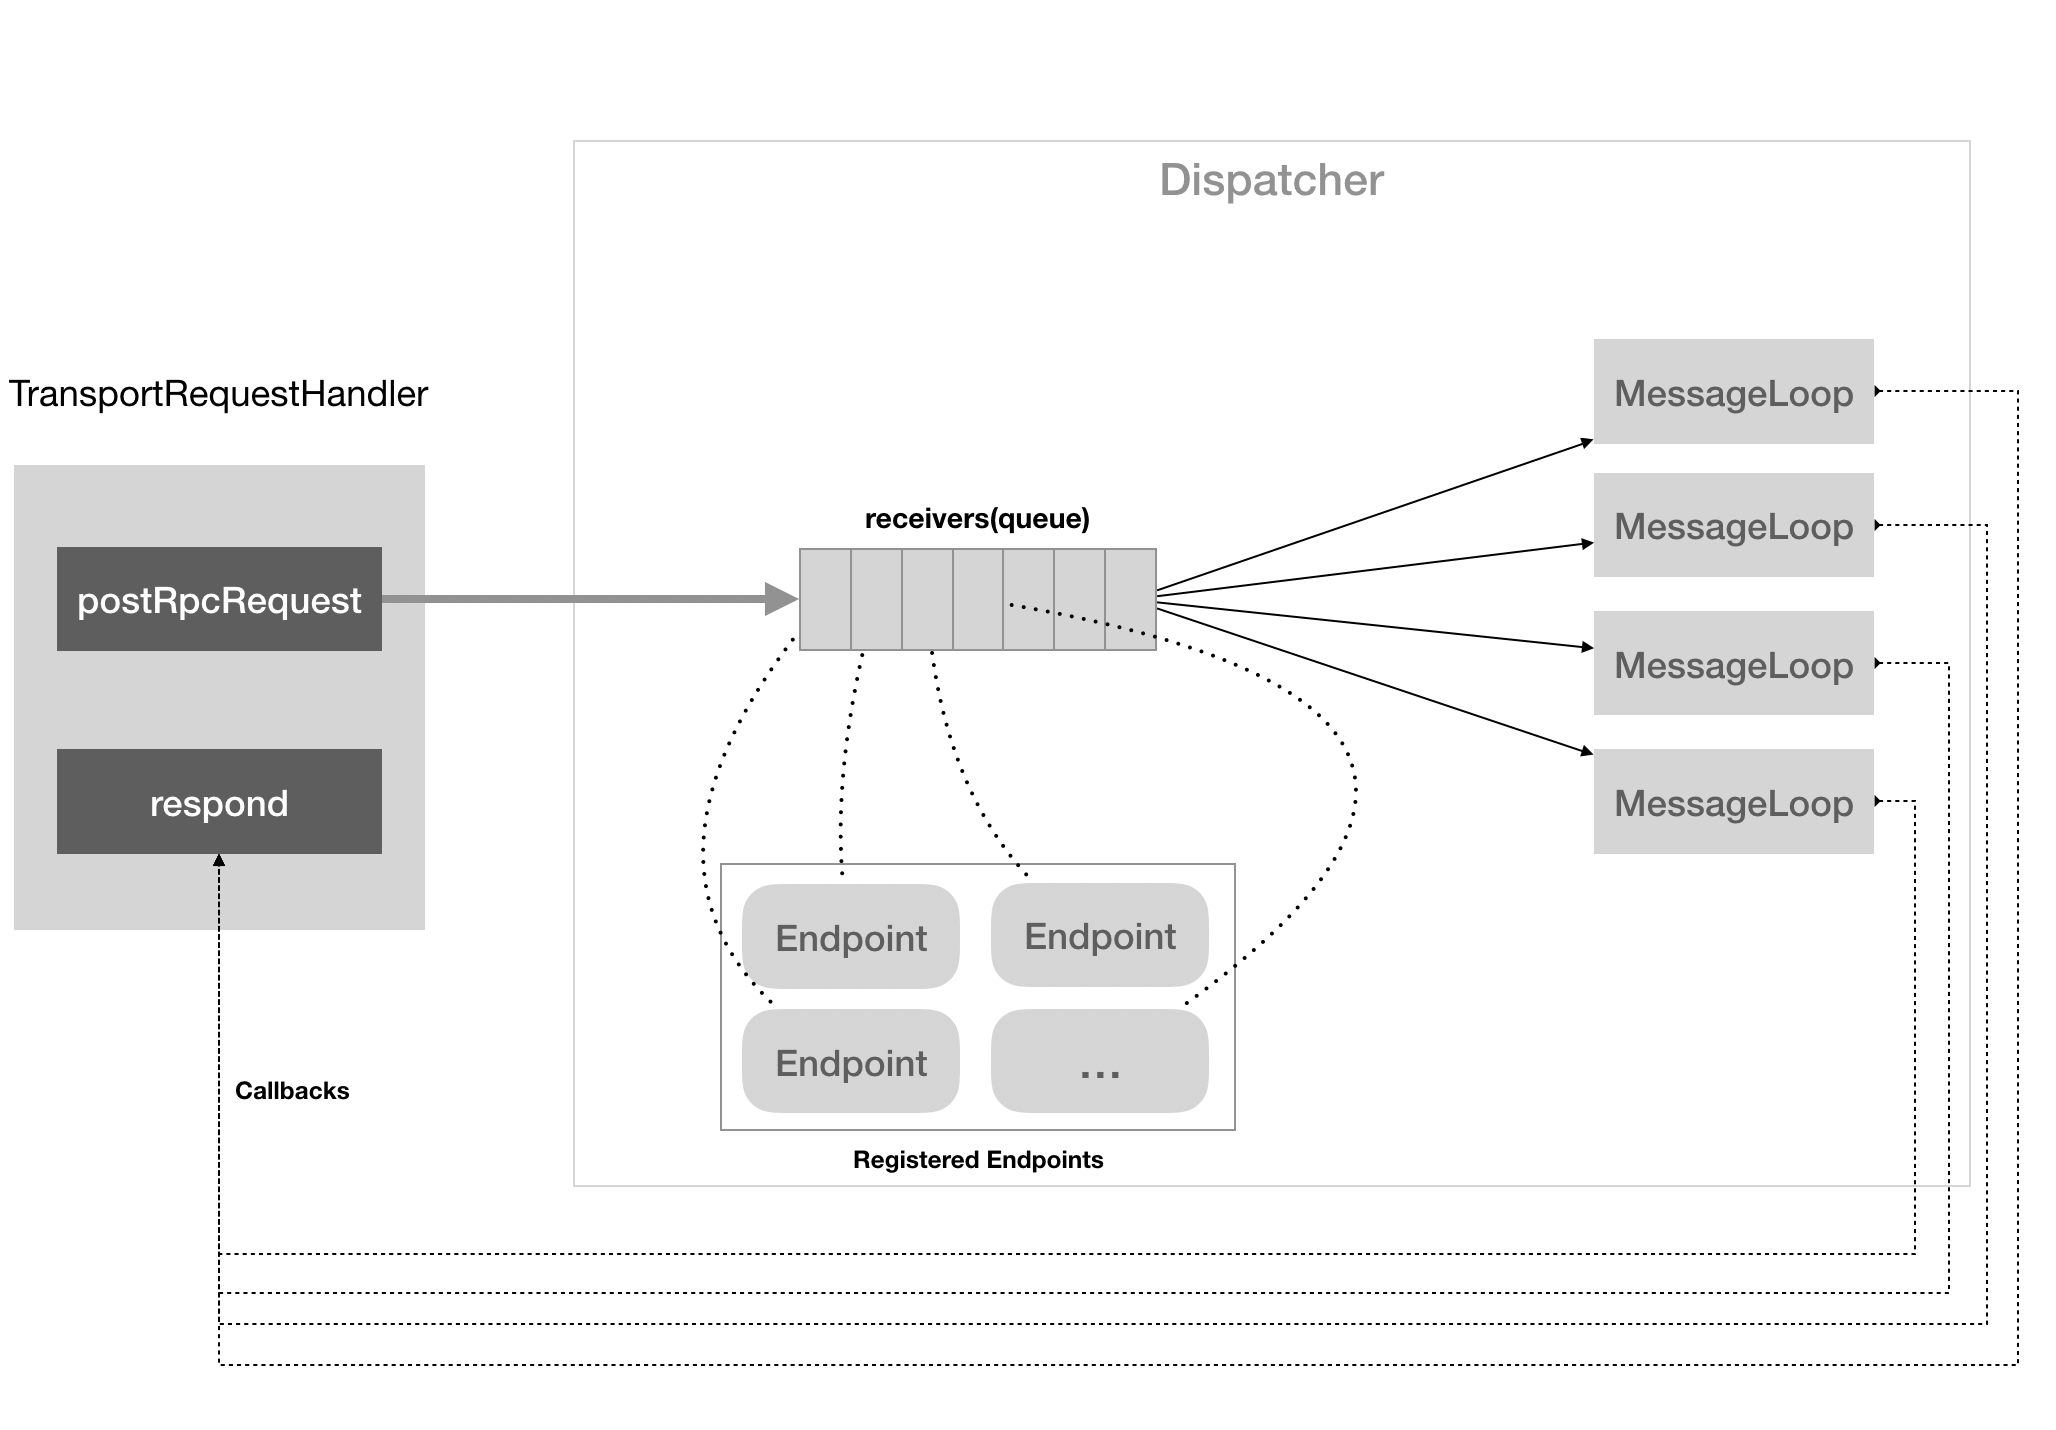 Dispatcher
TransportRequestHandler
postRpcRequest
respond
Callbacks
receivers(queue)
MessageLoop
MessageLoop
MessageLoop
MessageLoop
Endpoint
Endpoint
Endpoint
...
Registered Endpoints